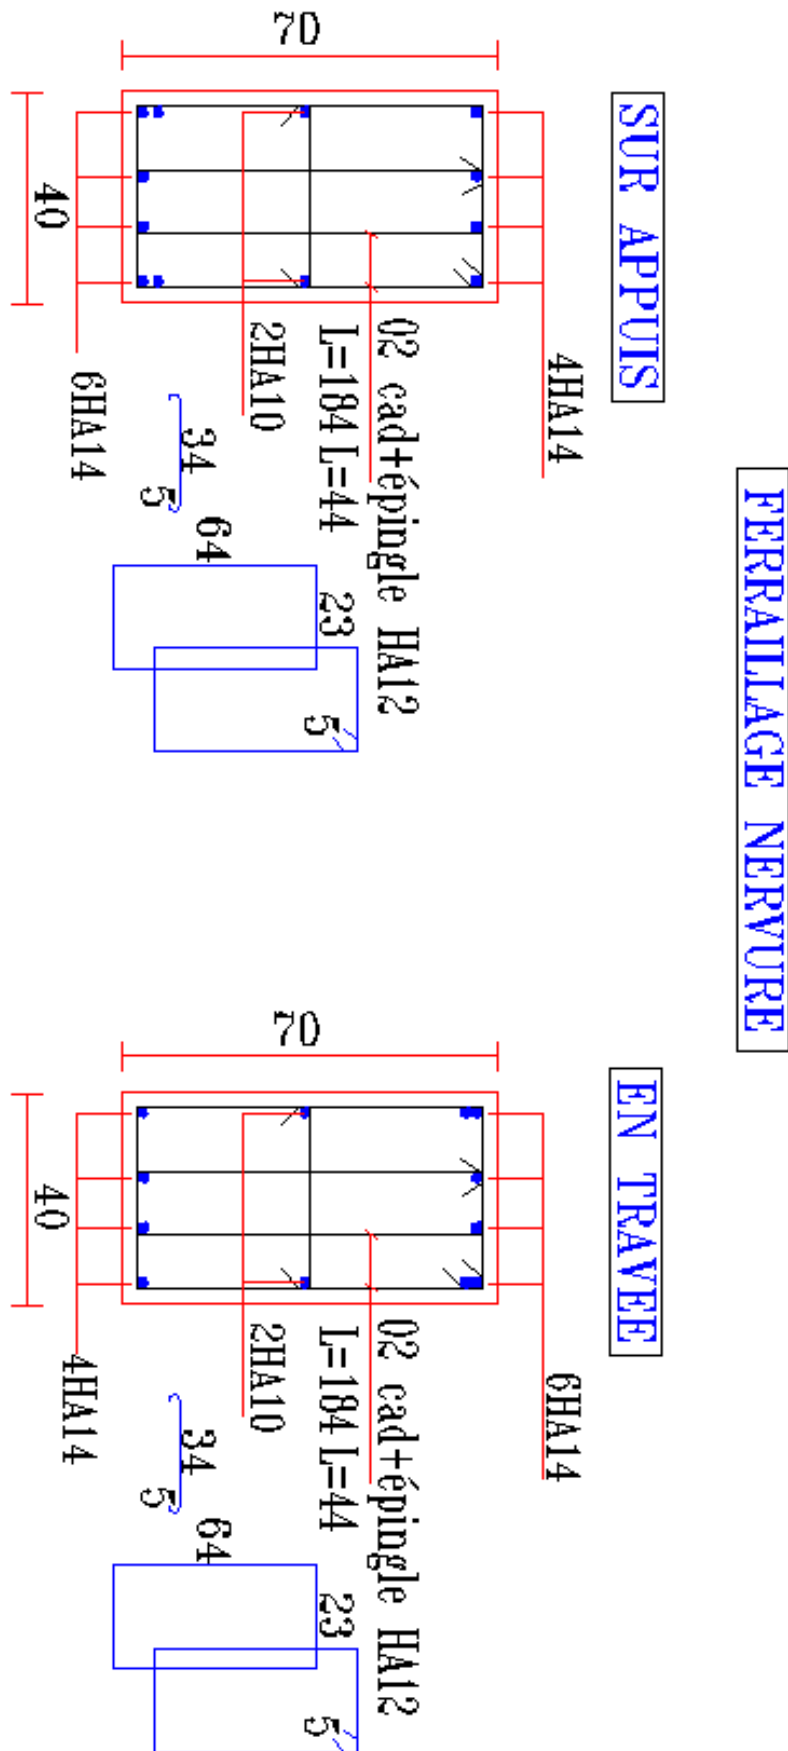 FERRAILLAGE NERVURE
SUR APPUIS
70
40
4HA14
02 cad+épingle HA12
L=184 L=44
2HA10
6HA14
34
5
64
23
5
EN TRAVEE
70
40
6HA14
02 cad+épingle HA12
L=184 L=44
2HA10
4HA14
34
5
64
23
5